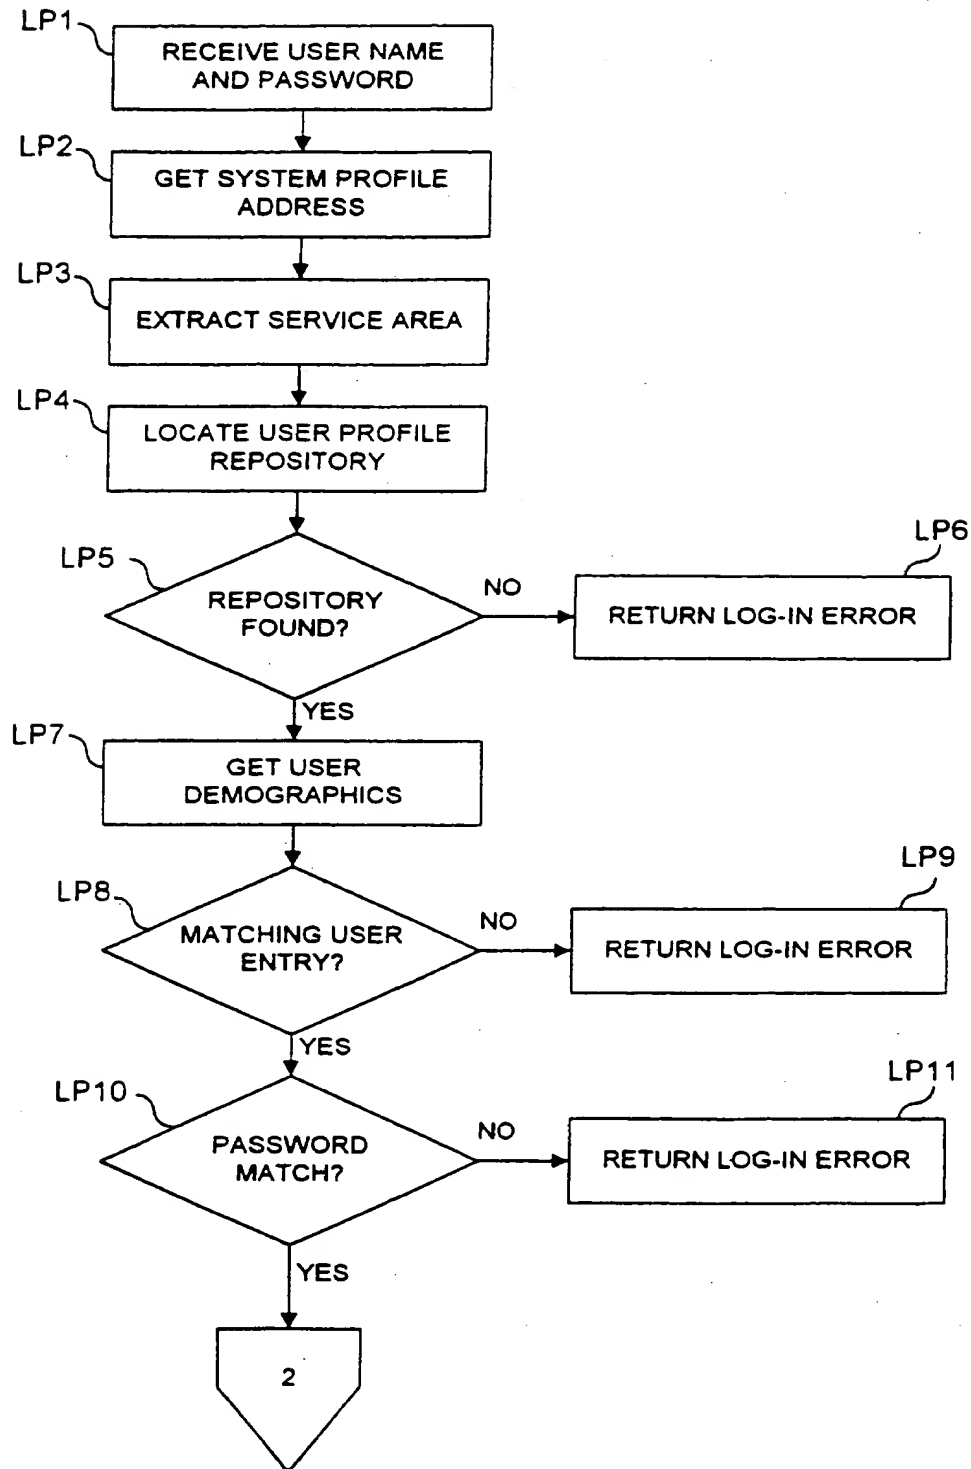 LP1
RECEIVE USER NAME
AND PASSWORD
LP2
GET SYSTEM PROFILE
ADDRESS
LP3
EXTRACT SERVICE AREA
LP4
LOCATE USER PROFILE
REPOSITORY
LP5
REPOSITORY
FOUND?
NO
LP6
RETURN LOG-IN ERROR
YES
LP7
GET USER
DEMOGRAPHICS
LP8
MATCHING USER
ENTRY?
NO
LP9
RETURN LOG-IN ERROR
YES
LP10
PASSWORD
MATCH?
NO
LP11
RETURN LOG-IN ERROR
YES
2